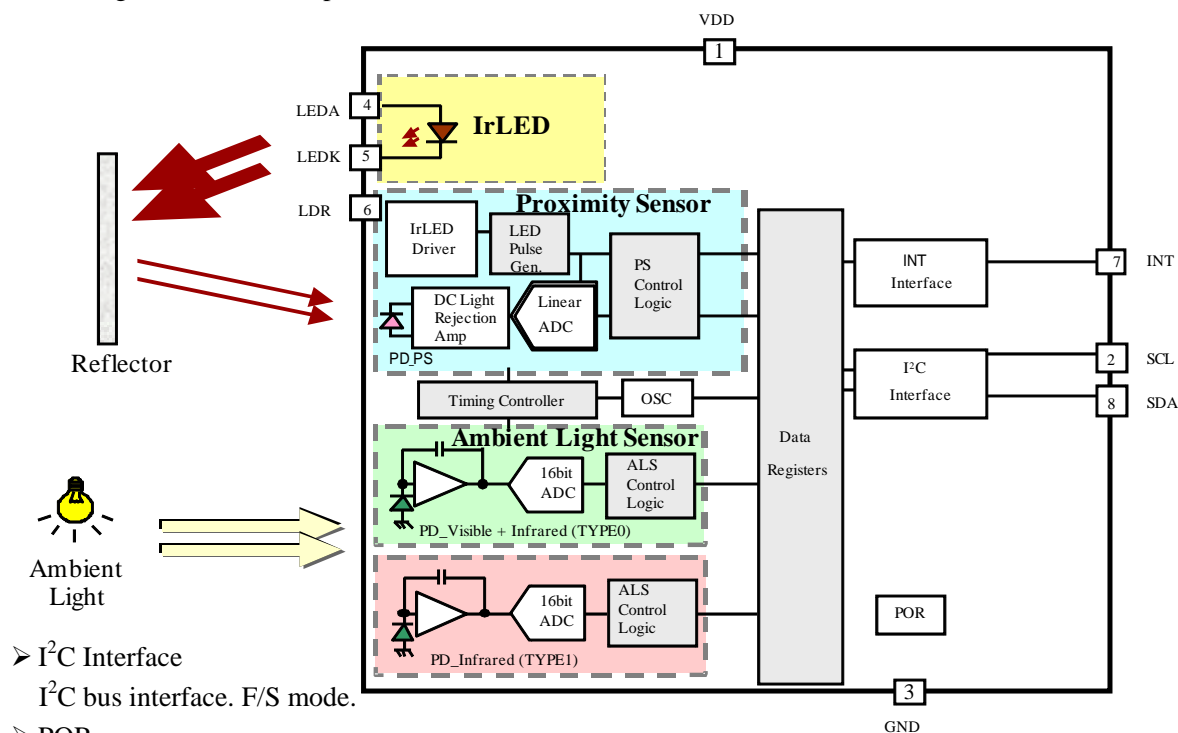 VDD
1
LEDA
4
IrLED
LEDK
5
LDR
6
Proximity Sensor
IrLED
Driver
LED
Pulse
Gen.
PS
Control
Logic
DC Light
Rejection
Amp
Linear
ADC
PD_PS
Reflector
Timing Controller
OSC
Data
Registers
INT
Interface
7
INT
I²C
Interface
2
SCL
8
SDA
Ambient Light Sensor
16bit
ADC
ALS
Control
Logic
PD_Visible + Infrared (TYPE0)
Ambient
Light
16bit
ADC
ALS
Control
Logic
PD_Infrared (TYPE1)
POR
3
GND
➢ I²C Interface
I²C bus interface. F/S mode.